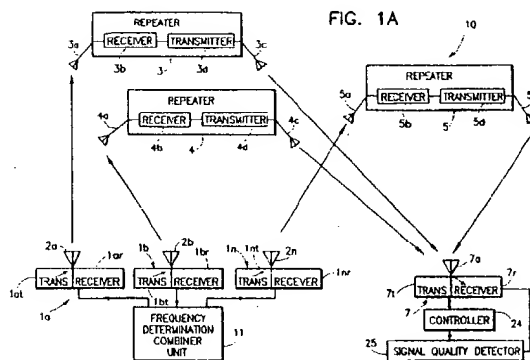 FIG. 1A
10
REPEATER
3a
RECEIVER
TRANSMITTER
3c
3b
3
3d
REPEATER
4a
RECEIVER
TRANSMITTER
4c
4b
4
4d
REPEATER
5a
RECEIVER
TRANSMITTER
5b
5
5d
2a
1ar
1b
2b
1br
1n
1nt
2n
TRANS RECEIVER
TRANS RECEIVER
TRANS RECEIVER
1at
1bt
1nr
1a
FREQUENCY
DETERMINATION
COMBINER
UNIT
11
7a
7r
TRANS RECEIVER
7t
7
CONTROLLER
24
25
SIGNAL QUALITY DETECTOR